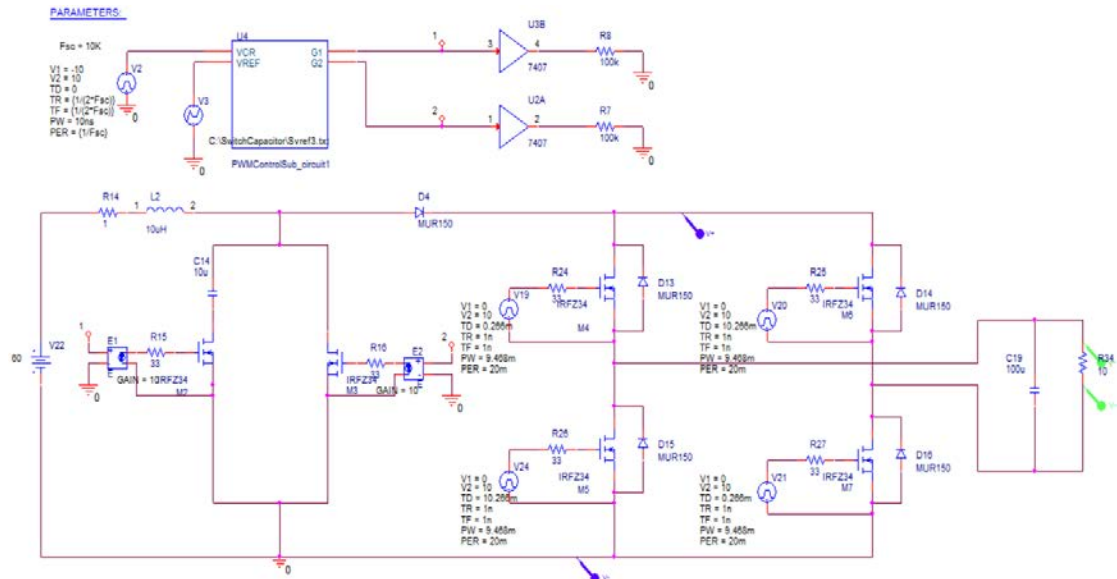 PARAMETERS:
Fsc = 10K
V1 = -10
V2 = 10
TD = 0
TR = {1/(2*Fsc)}
TF = {1/(2*Fsc)}
PW = 10ns
PER = {1/Fsc}
V2
0
V3
0
U4
VCR
VREF
G1
G2
C:\SwitchCapacitor\Svref3.txt
PWMControlSub_circuit1
1
3
U3B
4
7407
R8
100k
0
2
1
U2A
2
7407
R7
100k
0
R14
1
L2
1
2
10uH
D4
MUR150
V+
C14
10u
60
V22
1
E1
E
GAIN = 10
0
R15
33
IRFZ34
M2
IRFZ34
M3
R16
33
E2
E
GAIN = 10
2
0
V19
V1 = 0
V2 = 10
TD = 0.266m
TR = 1n
TF = 1n
PW = 9.468m
PER = 20m
R24
33
IRFZ34
M4
D13
MUR150
V20
V1 = 0
V2 = 10
TD = 10.266m
TR = 1n
TF = 1n
PW = 9.468m
PER = 20m
R25
33
IRFZ34
M6
D14
MUR150
C19
100u
R34
10
V24
V1 = 0
V2 = 10
TD = 10.266m
TR = 1n
TF = 1n
PW = 9.468m
PER = 20m
R26
33
IRFZ34
M5
D15
MUR150
V21
V1 = 0
V2 = 10
TD = 0.266m
TR = 1n
TF = 1n
PW = 9.468m
PER = 20m
R27
33
IRFZ34
M7
D16
MUR150
0